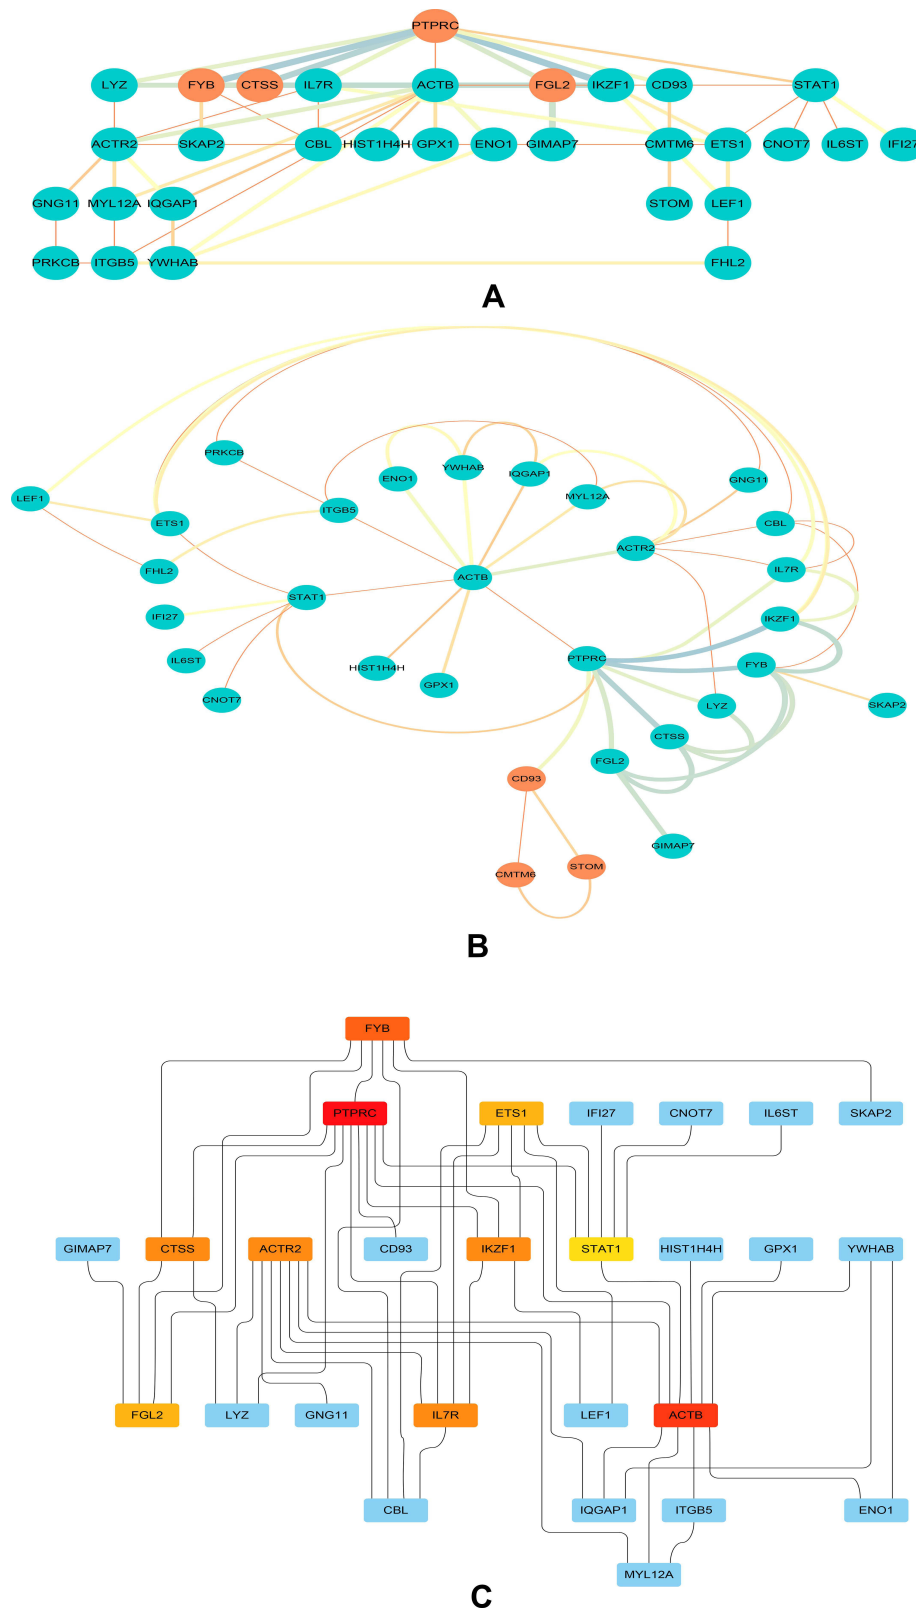 PTPRC
LYZ FYB CTSS IL7R ACTB FGL2 IKZF1 CD93 STAT1
ACTR2 SKAP2 CBL HIST1H4H GPX1 ENO1 GIMAP7 CMTM6 ETS1 CNOT7 IL6ST IFI27
GNG11 MYL12A IQGAP1 STOM LEF1
PRKCB ITGB5 YWHAB FHL2
A
PRKCB
YWHAB
ENO1 IQGAP1
GNG11
LEF1 MYL12A
ETS1 ITGB5 CBL
ACTR2
FHL2 ACTB IL7R
STAT1
IFI27 IKZF1
IL6ST HIST1H4H PTPRC FYB
CNOT7 GPX1 LYZ SKAP2
CTSS
FGL2
CD93
GIMAP7
CMTM6 STOM
B
FYB
PTPRC ETS1 IFI27 CNOT7 IL6ST SKAP2
GIMAP7 CTSS ACTR2 CD93 IKZF1 STAT1 HIST1H4H GPX1 YWHAB
FGL2 LYZ GNG11 IL7R LEF1 ACTB
CBL IQGAP1 ITGB5 ENO1
MYL12A
C